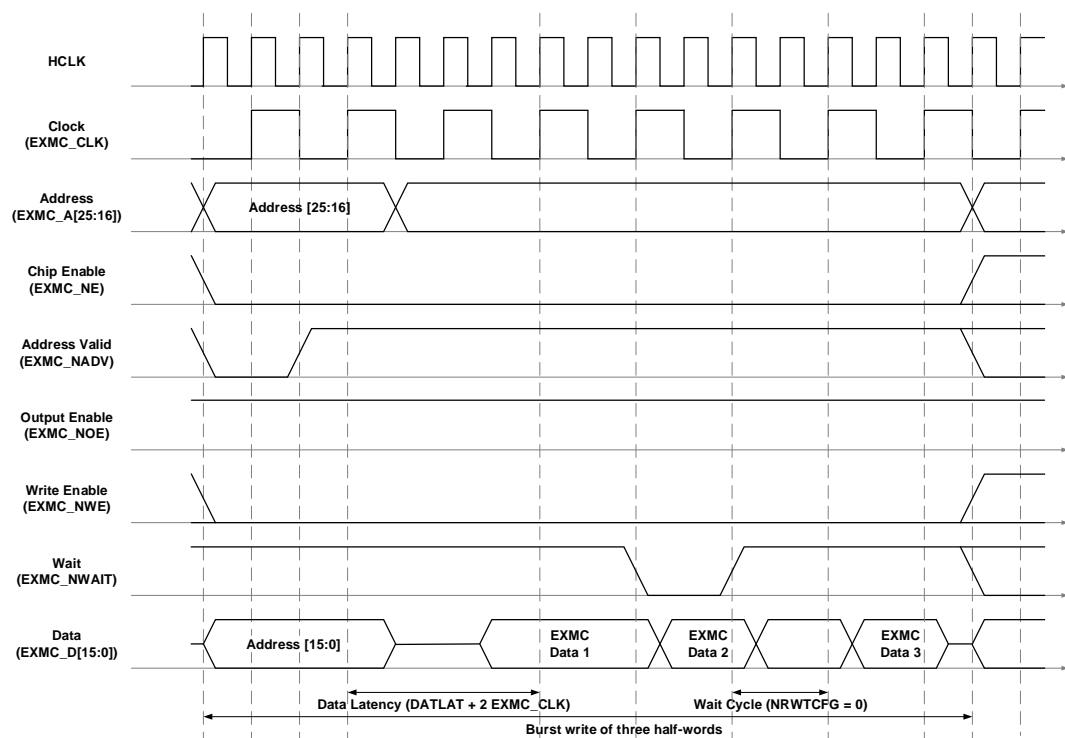 HCLK
Clock
(EXMC_CLK)
Address
(EXMC_A[25:16])
Address [25:16]
Chip Enable
(EXMC_NE)
Address Valid
(EXMC_NADV)
Output Enable
(EXMC_NOE)
Write Enable
(EXMC_NWE)
Wait
(EXMC_NWAIT)
Data
(EXMC_D[15:0])
Address [15:0]
EXMC
Data 1
EXMC
Data 2
EXMC
Data 3
Data Latency (DATLAT + 2 EXMC_CLK)
Wait Cycle (NRWTCFG = 0)
Burst write of three half-words